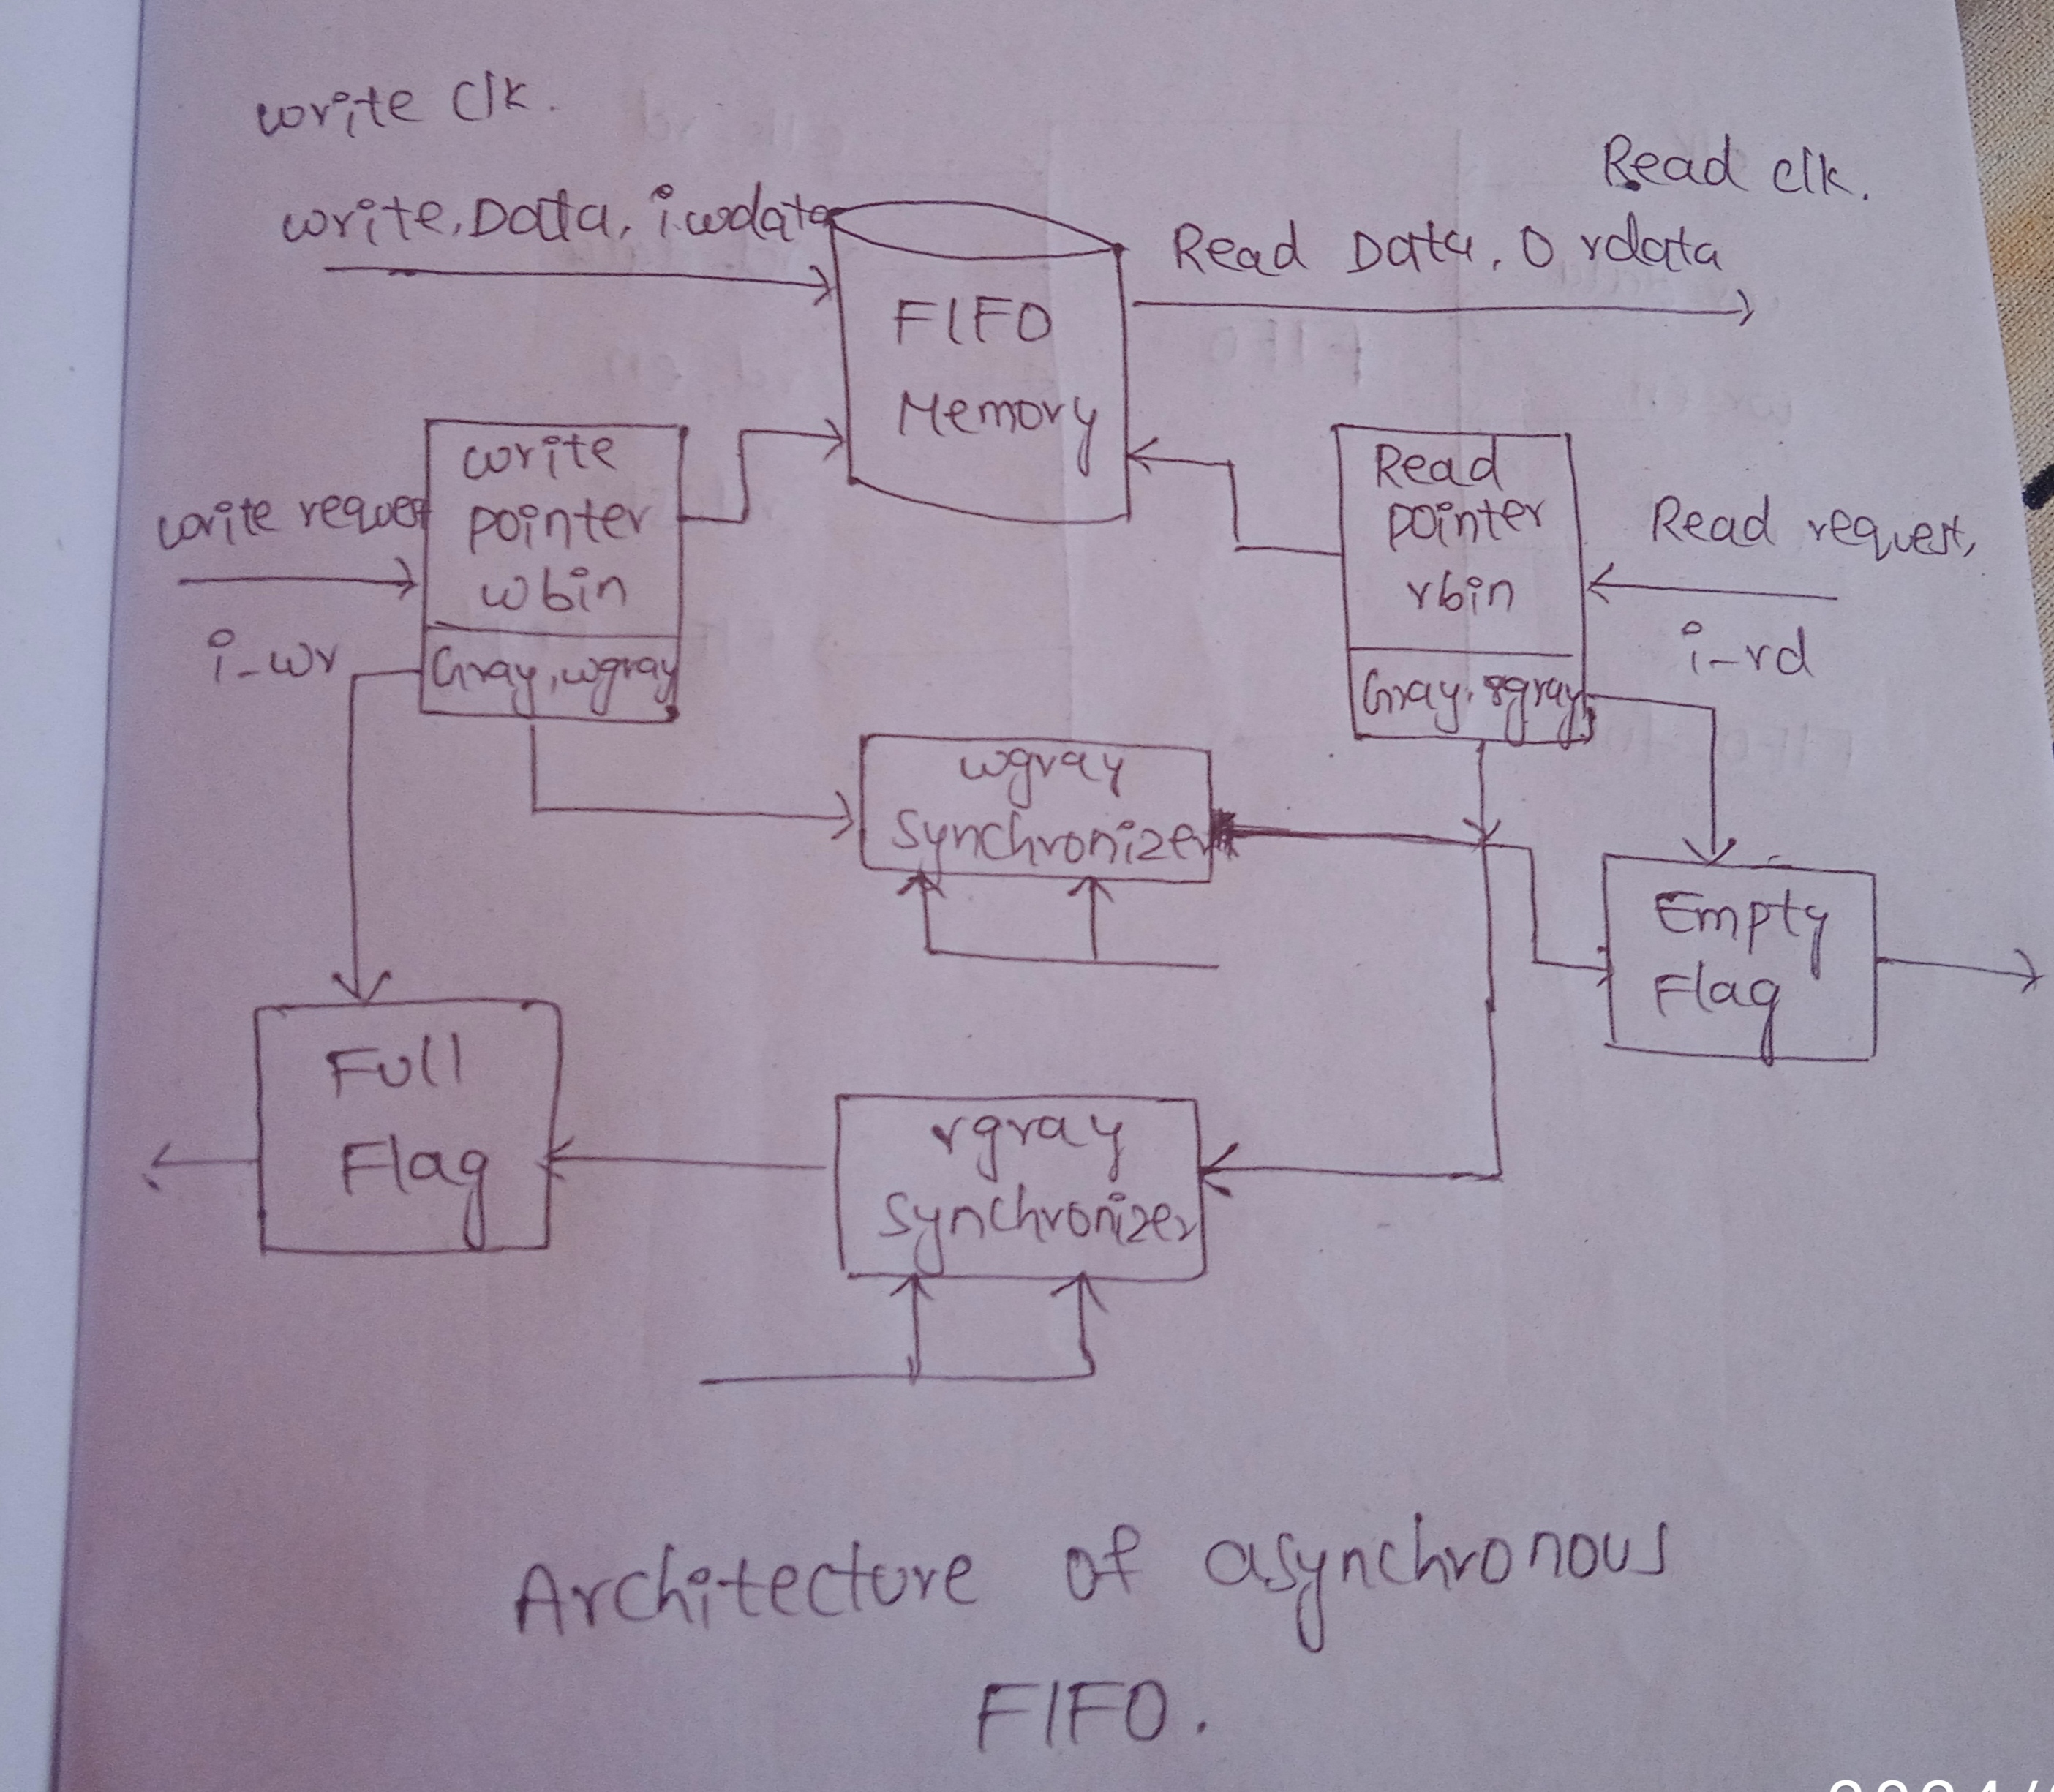 write clk.
Read clk.
write, Data, i.wdata
Read Data, O rdata
FIFO
Memory
write
pointer
wbin
Gray, wgray
write request
i-wr
Read
pointer
rbin
Gray, rgray
Read request,
i-rd
wgray
synchronizer
Empty
Flag
Full
Flag
rgray
synchronizer
Architecture of asynchronous
FIFO.